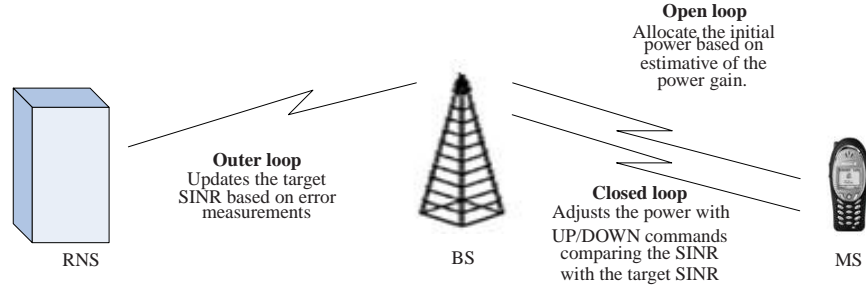 Open loop
Allocate the initial
power based on
estimative of the
power gain.
Outer loop
Updates the target
SINR based on error
measurements
Closed loop
Adjusts the power with
UP/DOWN commands
comparing the SINR
with the target SINR
RNS
BS
MS